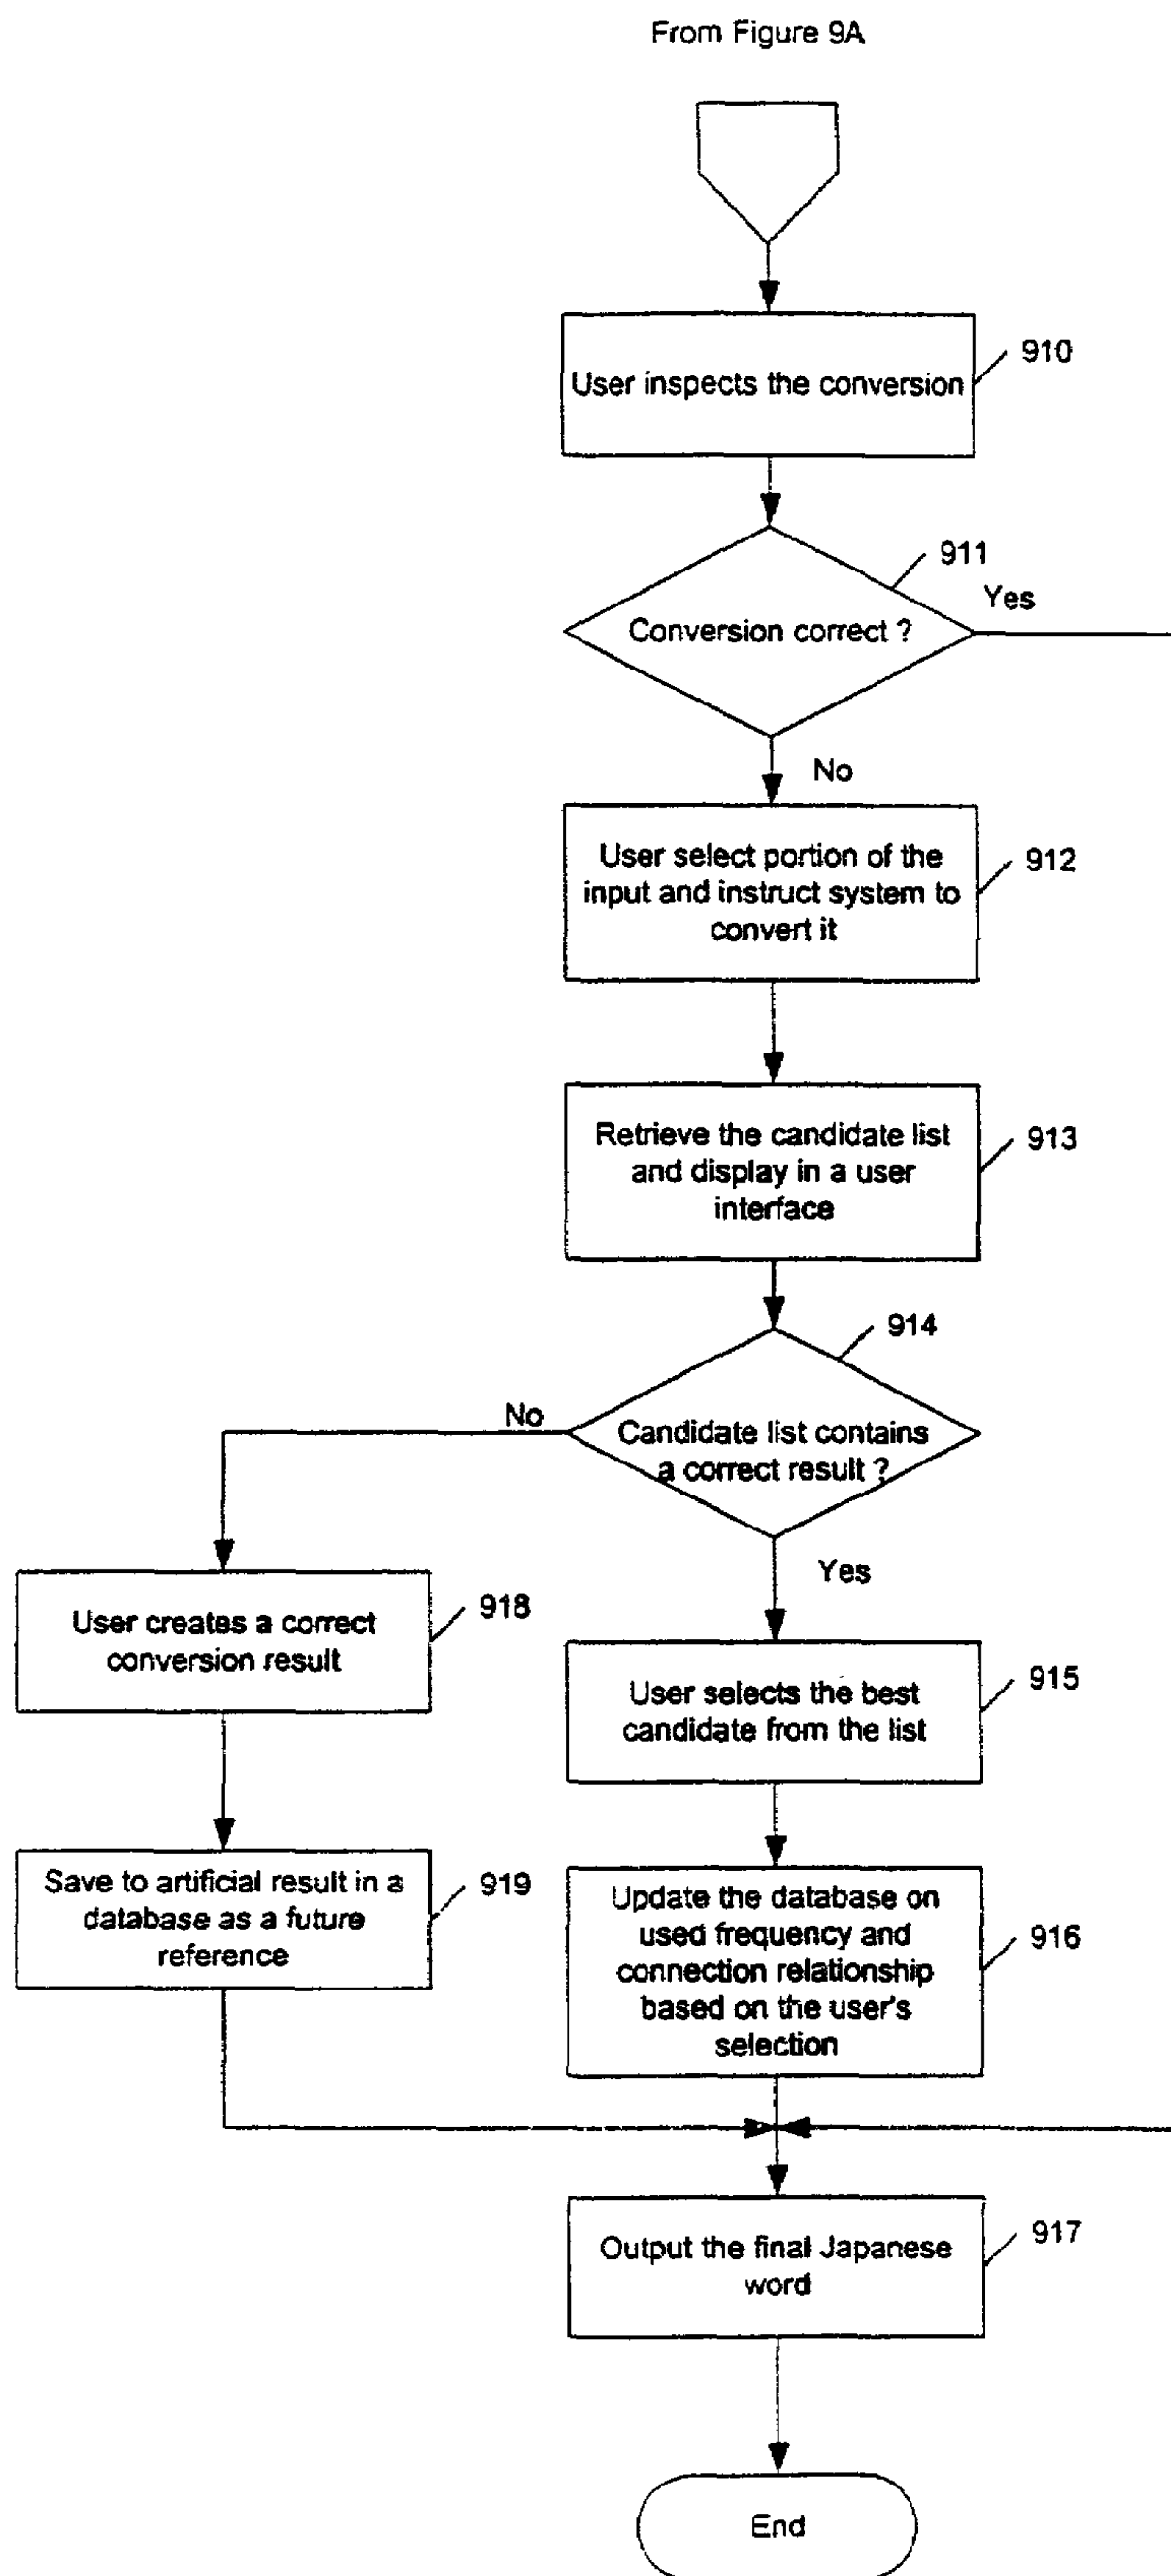 From Figure 9A
User inspects the conversion
910
911
Conversion correct ?
Yes
No
User select portion of the
input and instruct system to
convert it
912
Retrieve the candidate list
and display in a user
interface
913
914
Candidate list contains
a correct result ?
No
Yes
User creates a correct
conversion result
918
User selects the best
candidate from the list
915
Save to artificial result in a
database as a future
reference
919
Update the database on
used frequency and
connection relationship
based on the user's
selection
916
Output the final Japanese
word
917
End